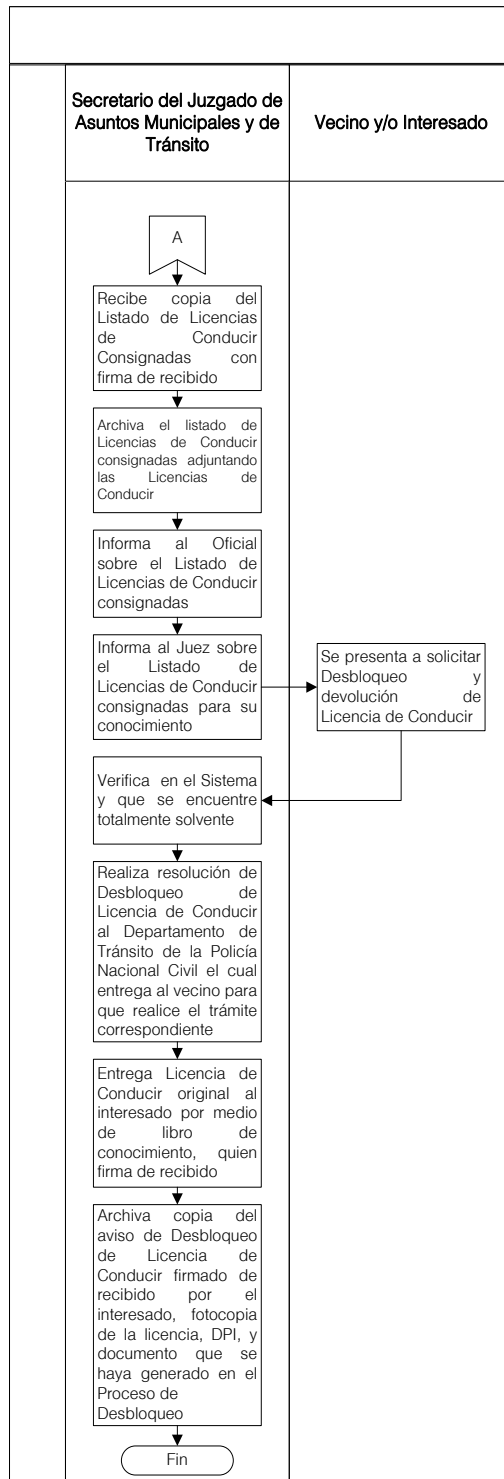 Secretario del Juzgado de
Asuntos Municipales y de
Tránsito
Vecino y/o Interesado
A
Recibe copia del
Listado de Licencias
de Conducir
Consignadas con
firma de recibido
Archiva el listado de
Licencias de Conducir
consignadas adjuntando
las Licencias de
Conducir
Informa al Oficial
sobre el Listado de
Licencias de Conducir
consignadas
Informa al Juez sobre
el Listado de
Licencias de Conducir
consignadas para su
conocimiento
Se presenta a solicitar
Desbloqueo y
devolución de
Licencia de Conducir
Verifica en el Sistema
y que se encuentre
totalmente solvente
Realiza resolución de
Desbloqueo de
Licencia de Conducir
al Departamento de
Tránsito de la Policía
Nacional Civil el cual
entrega al vecino para
que realice el trámite
correspondiente
Entrega Licencia de
Conducir original al
interesado por medio
de libro de
conocimiento, quien
firma de recibido
Archiva copia del
aviso de Desbloqueo
de Licencia de
Conducir firmado de
recibido por el
interesado, fotocopia
de la licencia, DPI, y
documento que se
haya generado en el
Proceso de
Desbloqueo
Fin